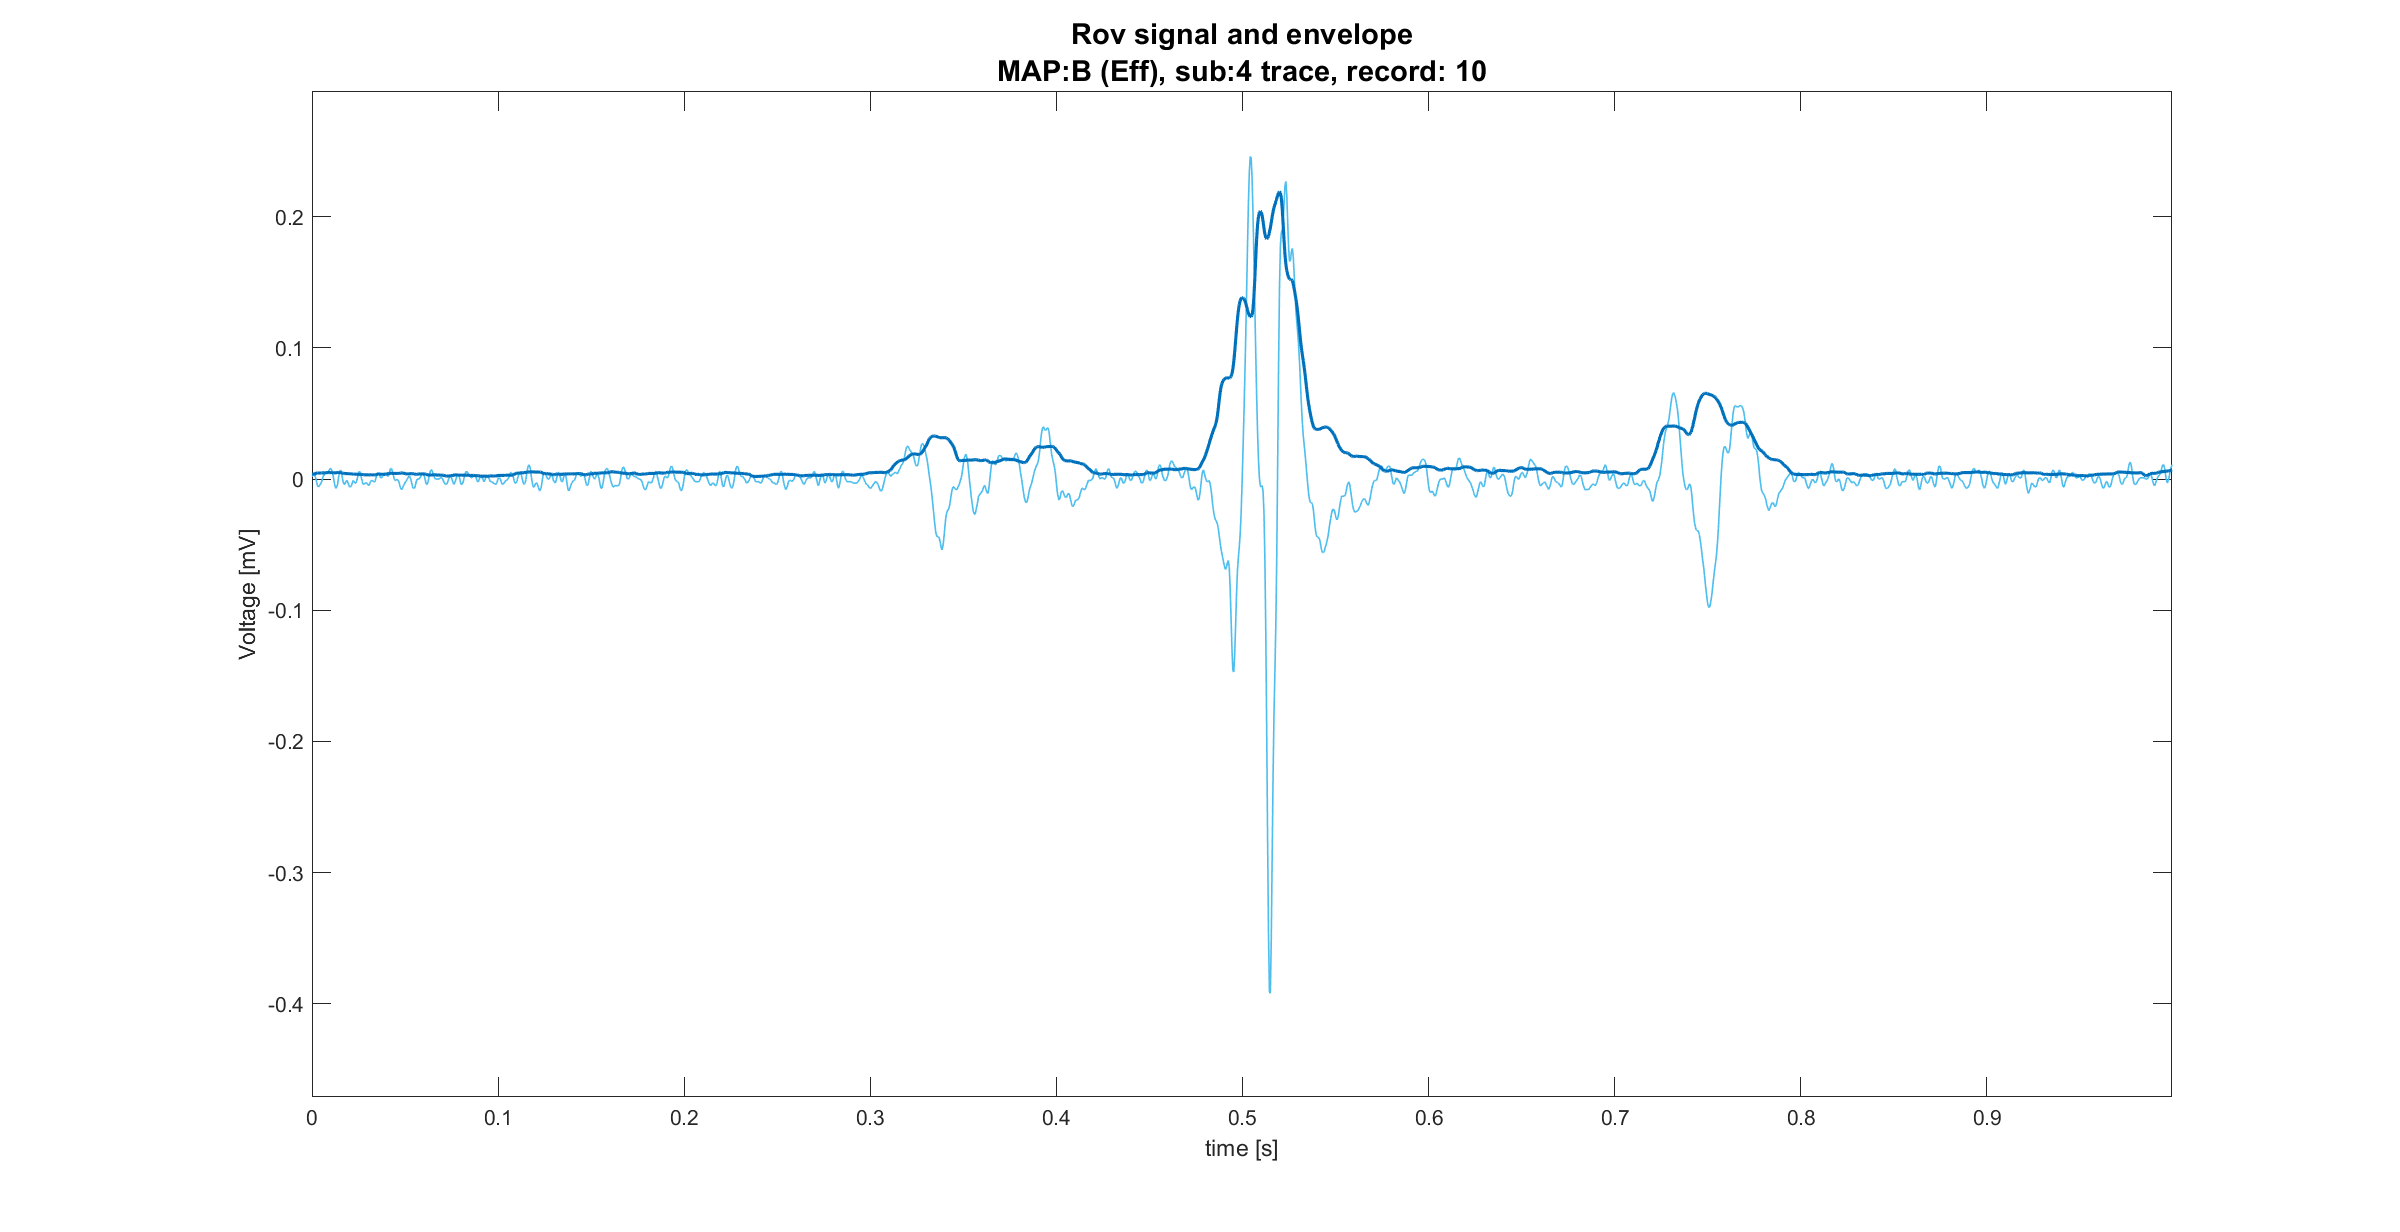 Rov signal and envelope
MAP:B (Eff), sub:4 trace, record: 10
0.2
0.1
0
-0.1
-0.2
-0.3
-0.4
Voltage [mV]
0 0.1 0.2 0.3 0.4 0.5 0.6 0.7 0.8 0.9
time [s]